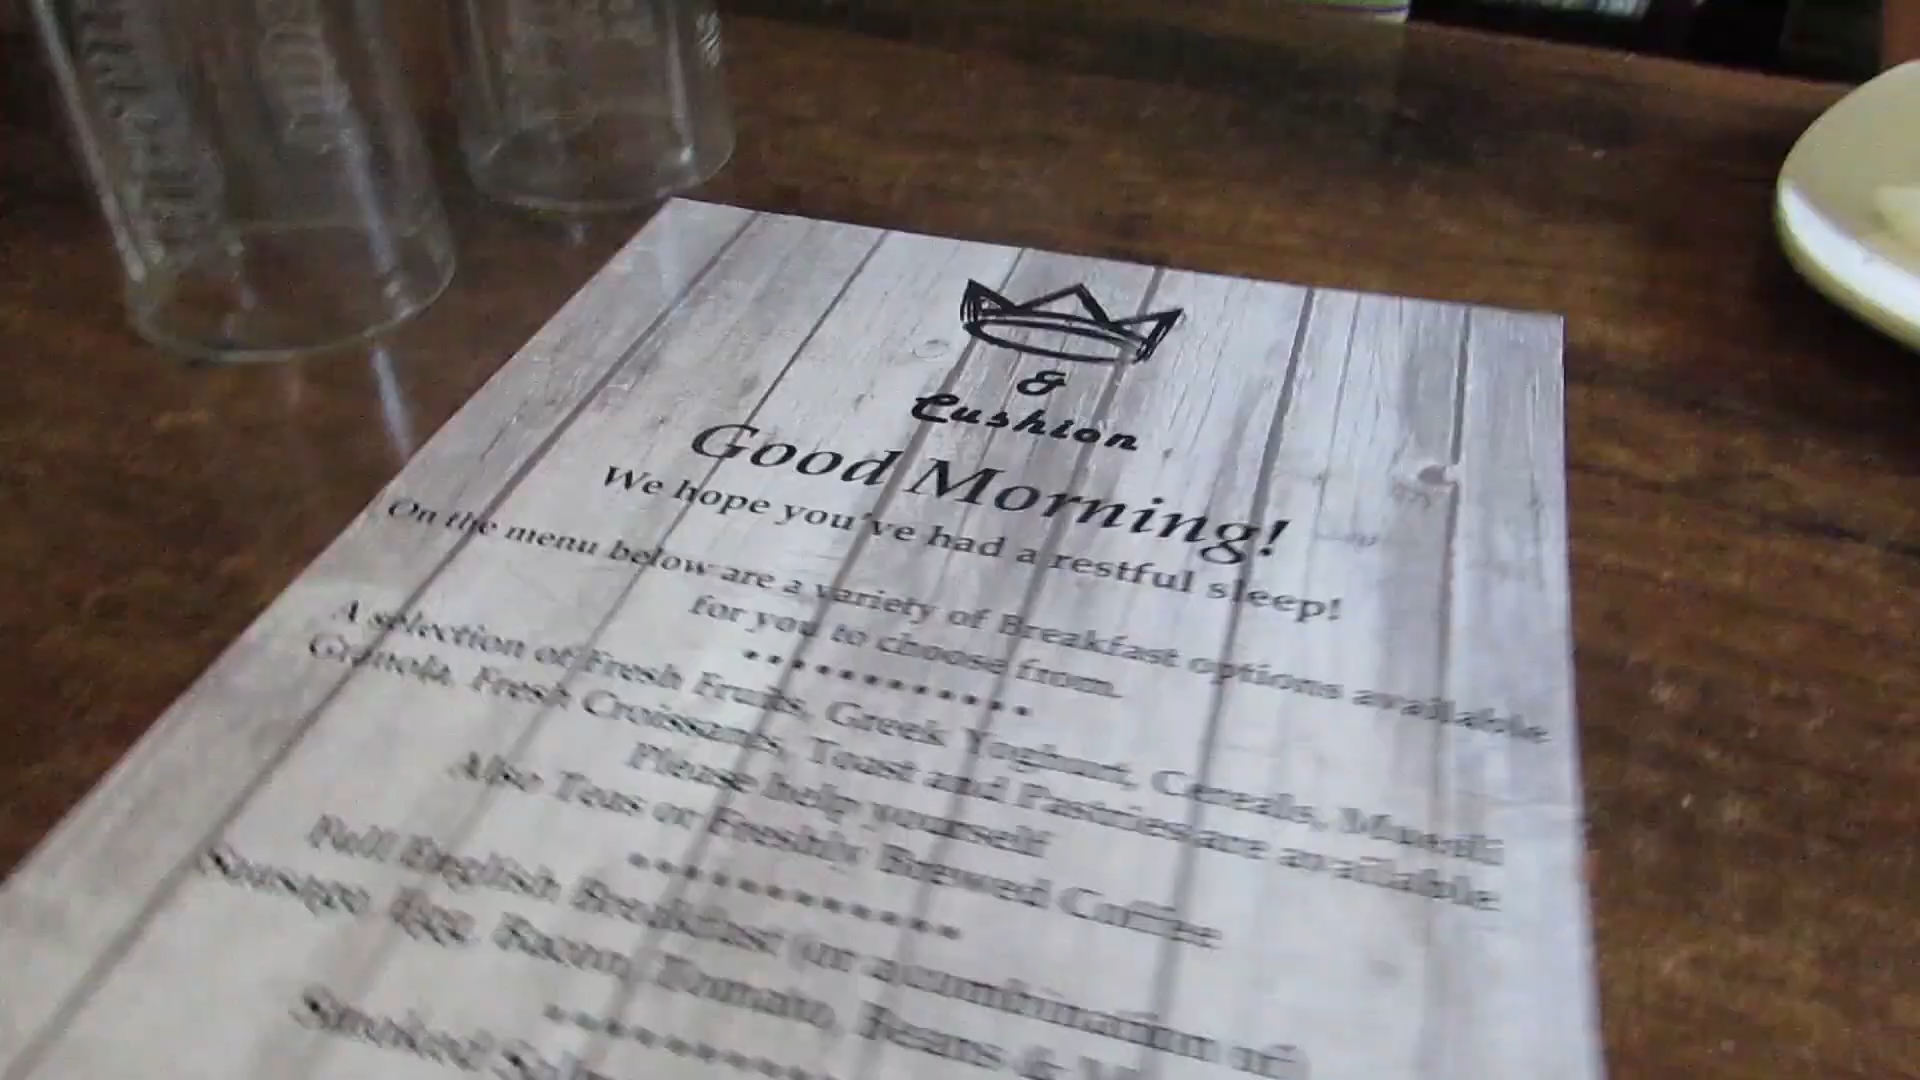 &
Cushion
Good Morning!
We hope you've had a restful sleep!
On the menu below are a variety of Breakfast options available
for you to choose from.
A selection of Fresh Fruits, Greek Yoghurt, Cereals, Muesli
Granola, Fresh Croissants, Toast and Pastries are available
Please help yourself
Also Teas or Freshly Brewed Coffee
Full English Breakfast (or a combination of)
Sausage, Egg, Bacon, Tomato, Beans &
Smoked